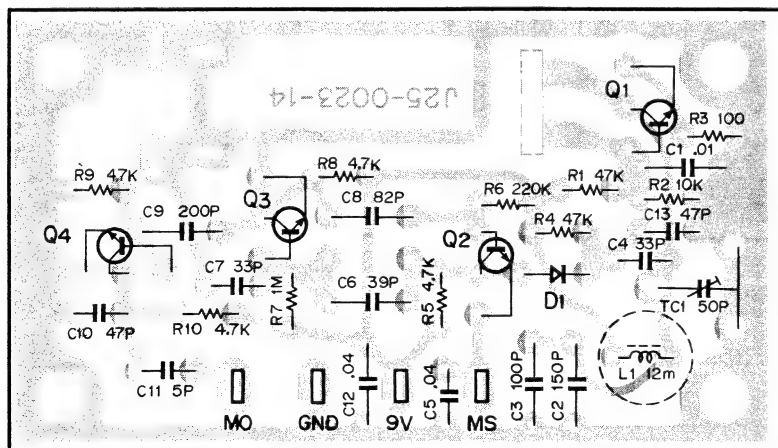 J25-0023-14
Q1
R3 100
C1 .01
R9 4.7K
R8 4.7K
R1 47K
R6 220K
R2 10K
Q3
C9 200P
C8 82P
C13 47P
Q4
R4 47K
Q2
C4 33P
C7 33P
C6 39P
R7 1M
R5 4.7K
D1
TC1 50P
C10 47P
R10 4.7K
C11 5P
C12 .04
C5 .04
C3 100P
C2 150P
L1 12m
MO
GND
9V
MS